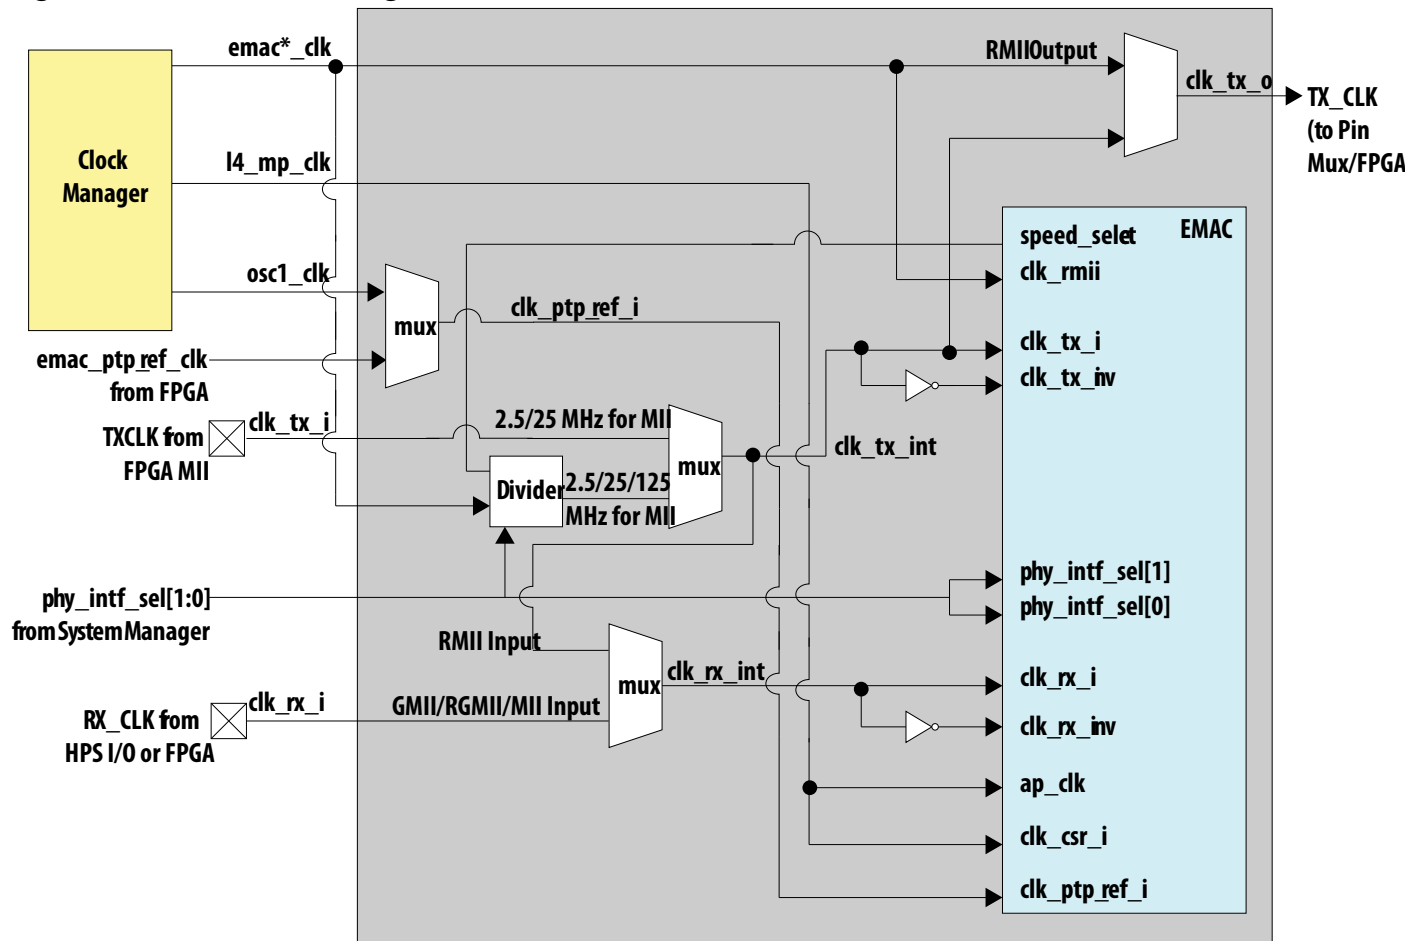 emac*_clk
RMIIOutput
clk_tx_o
TX_CLK
(to Pin
Mux/FPGA
Clock
Manager
l4_mp_clk
speed_selet
EMAC
clk_rmii
osc1_clk
mux
clk_ptp_ref_i
clk_tx_i
clk_tx_inv
emac_ptp_ref_clk
from FPGA
TXCLK from
FPGA MII
clk_tx_i
2.5/25 MHz for MII
mux
clk_tx_int
Divider
2.5/25/125
MHz for MII
phy_intf_sel[1]
phy_intf_sel[0]
phy_intf_sel[1:0]
from System Manager
RMII Input
mux
clk_rx_int
clk_rx_i
clk_rx_inv
RX_CLK from
HPS I/O or FPGA
clk_rx_i
GMII/RGMII/MII Input
ap_clk
clk_csr_i
clk_ptp_ref_i